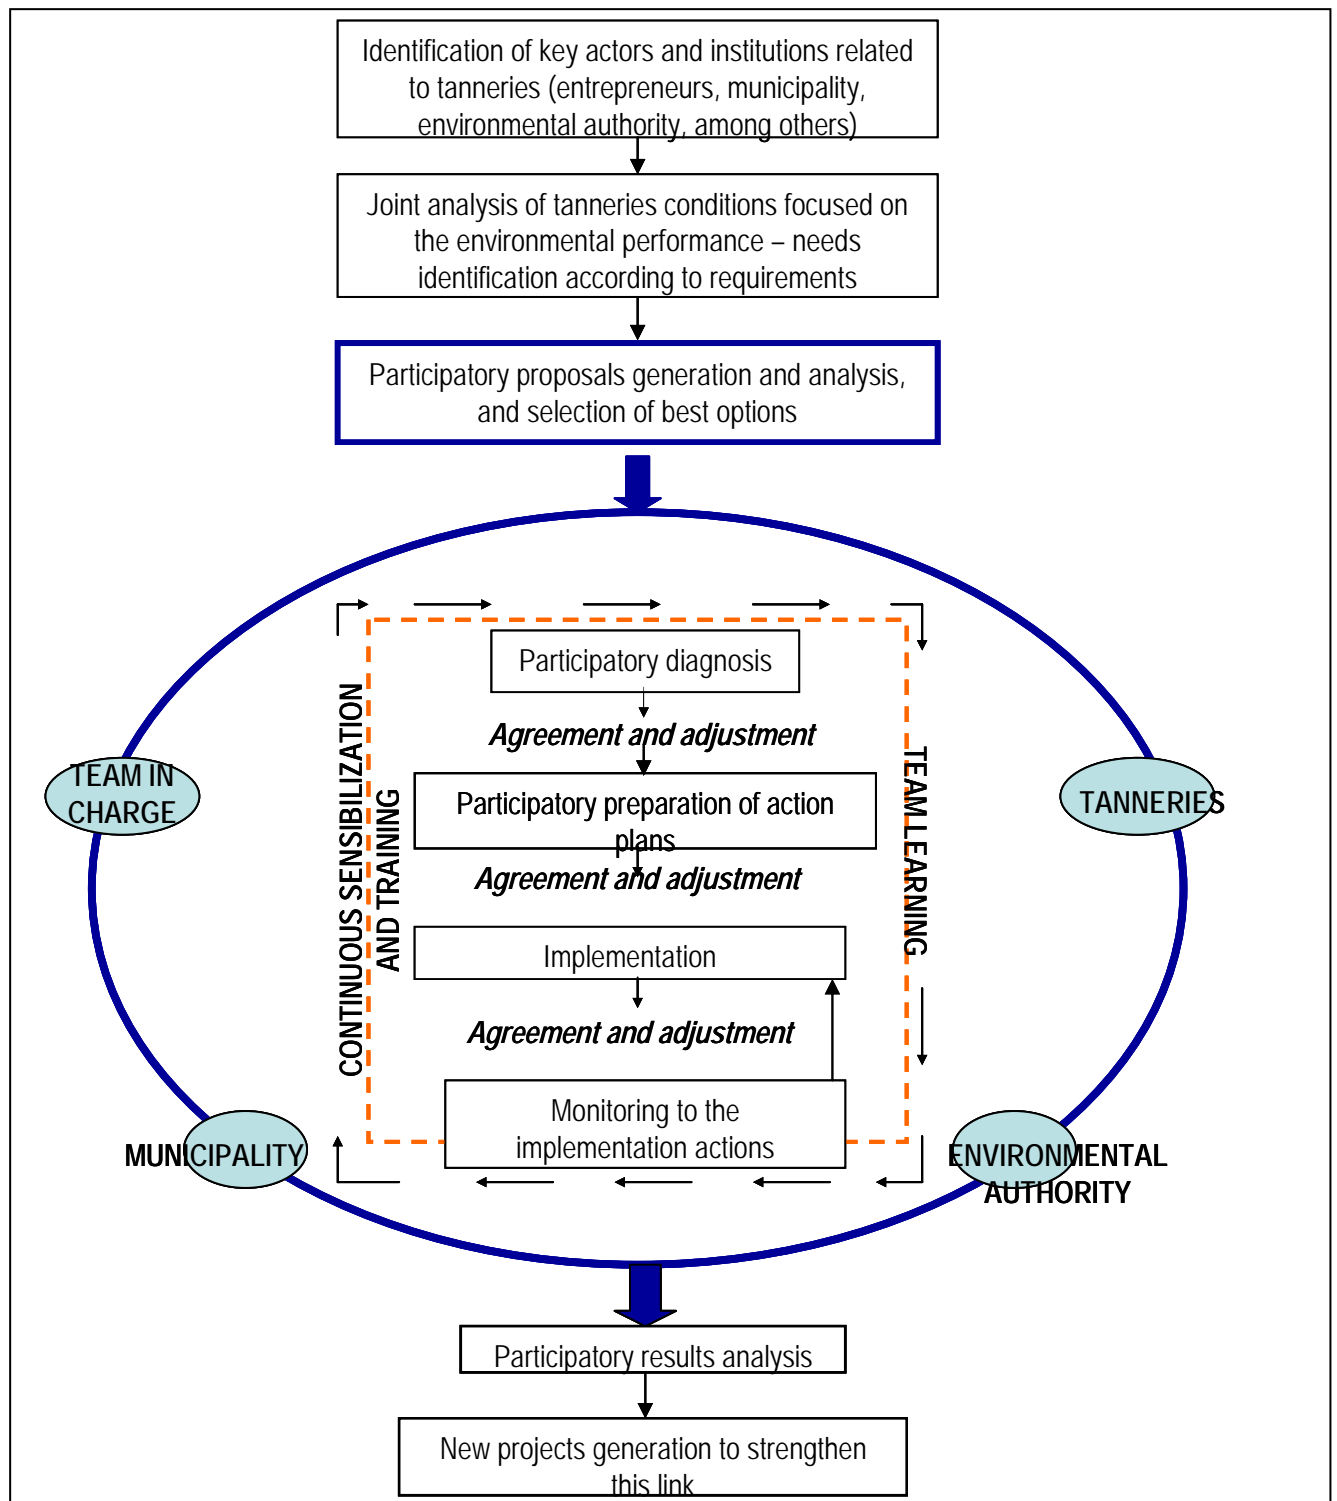 Identification of key actors and institutions related
to tanneries (entrepreneurs, municipality,
environmental authority, among others)
Joint analysis of tanneries conditions focused on
the environmental performance – needs
identification according to requirements
Participatory proposals generation and analysis,
and selection of best options
Participatory diagnosis
Agreement and adjustment
Participatory preparation of action
plans
Agreement and adjustment
Implementation
Agreement and adjustment
Monitoring to the
implementation actions
CONTINUOUS SENSIBILIZATION
AND TRAINING
TEAM LEARNING
TEAM IN
CHARGE
TANNERIES
MUNICIPALITY
ENVIRONMENTAL
AUTHORITY
Participatory results analysis
New projects generation to strengthen
this link